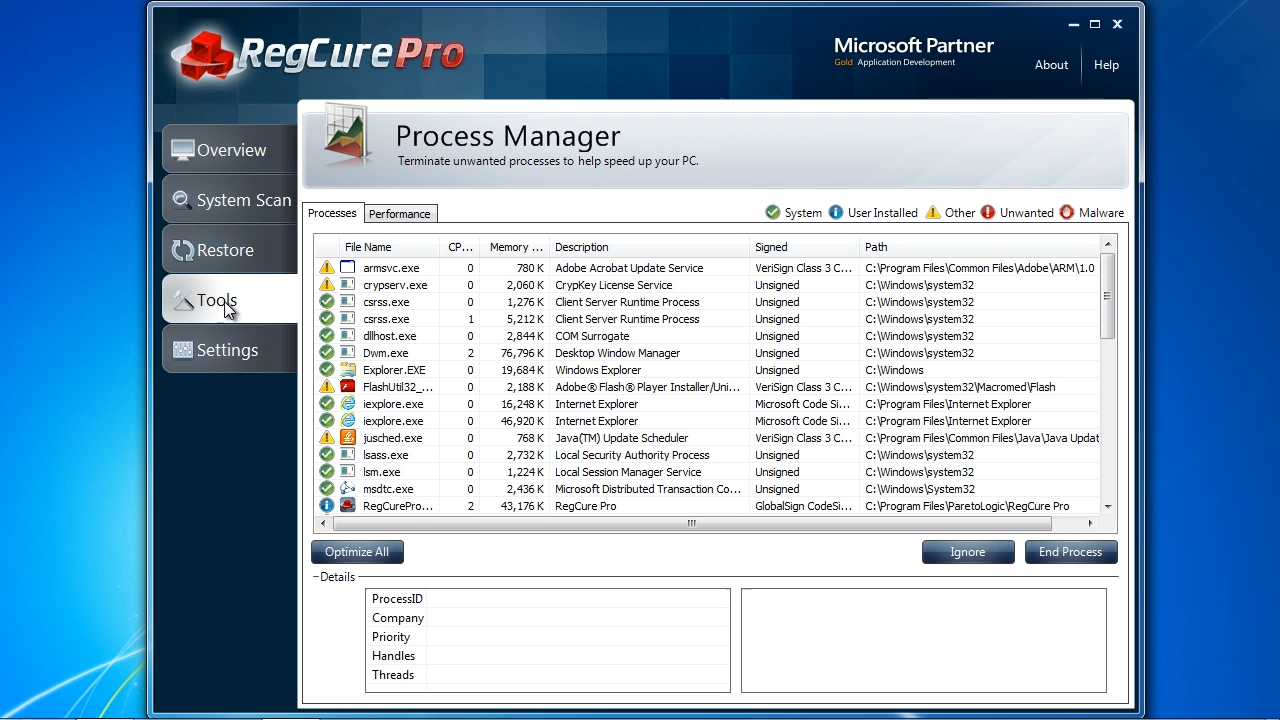 RegCure Pro
Microsoft Partner
Gold Application Development
About
Help
Overview
System Scan
Restore
Tools
Settings
Process Manager
Terminate unwanted processes to help speed up your PC.
Processes
Performance
System
User Installed
Other
Unwanted
Malware
File Name CP... Memory ... Description Signed Path
armsvc.exe 0 780 K Adobe Acrobat Update Service VeriSign Class 3 C... C:\Program Files\Common Files\Adobe\ARM\1.0
crypserv.exe 0 2,060 K CrypKey License Service Unsigned C:\Windows\system32
csrss.exe 0 1,276 K Client Server Runtime Process Unsigned C:\Windows\system32
csrss.exe 1 5,212 K Client Server Runtime Process Unsigned C:\Windows\system32
dllhost.exe 0 2,844 K COM Surrogate Unsigned C:\Windows\system32
Dwm.exe 2 76,796 K Desktop Window Manager Unsigned C:\Windows\system32
Explorer.EXE 0 19,684 K Windows Explorer Unsigned C:\Windows
FlashUtil32_... 0 2,188 K Adobe® Flash® Player Installer/Uni... VeriSign Class 3 C... C:\Windows\system32\Macromed\Flash
iexplore.exe 0 16,248 K Internet Explorer Microsoft Code Si... C:\Program Files\Internet Explorer
iexplore.exe 0 46,920 K Internet Explorer Microsoft Code Si... C:\Program Files\Internet Explorer
jusched.exe 0 768 K Java(TM) Update Scheduler VeriSign Class 3 C... C:\Program Files\Common Files\Java\Java Updat
lsass.exe 0 2,732 K Local Security Authority Process Unsigned C:\Windows\system32
lsm.exe 0 1,224 K Local Session Manager Service Unsigned C:\Windows\system32
msdtc.exe 0 2,436 K Microsoft Distributed Transaction Co... Unsigned C:\Windows\System32
RegCurePro... 2 43,176 K RegCure Pro GlobalSign CodeSi... C:\Program Files\ParetoLogic\RegCure Pro
Optimize All
Ignore
End Process
Details
ProcessID
Company
Priority
Handles
Threads